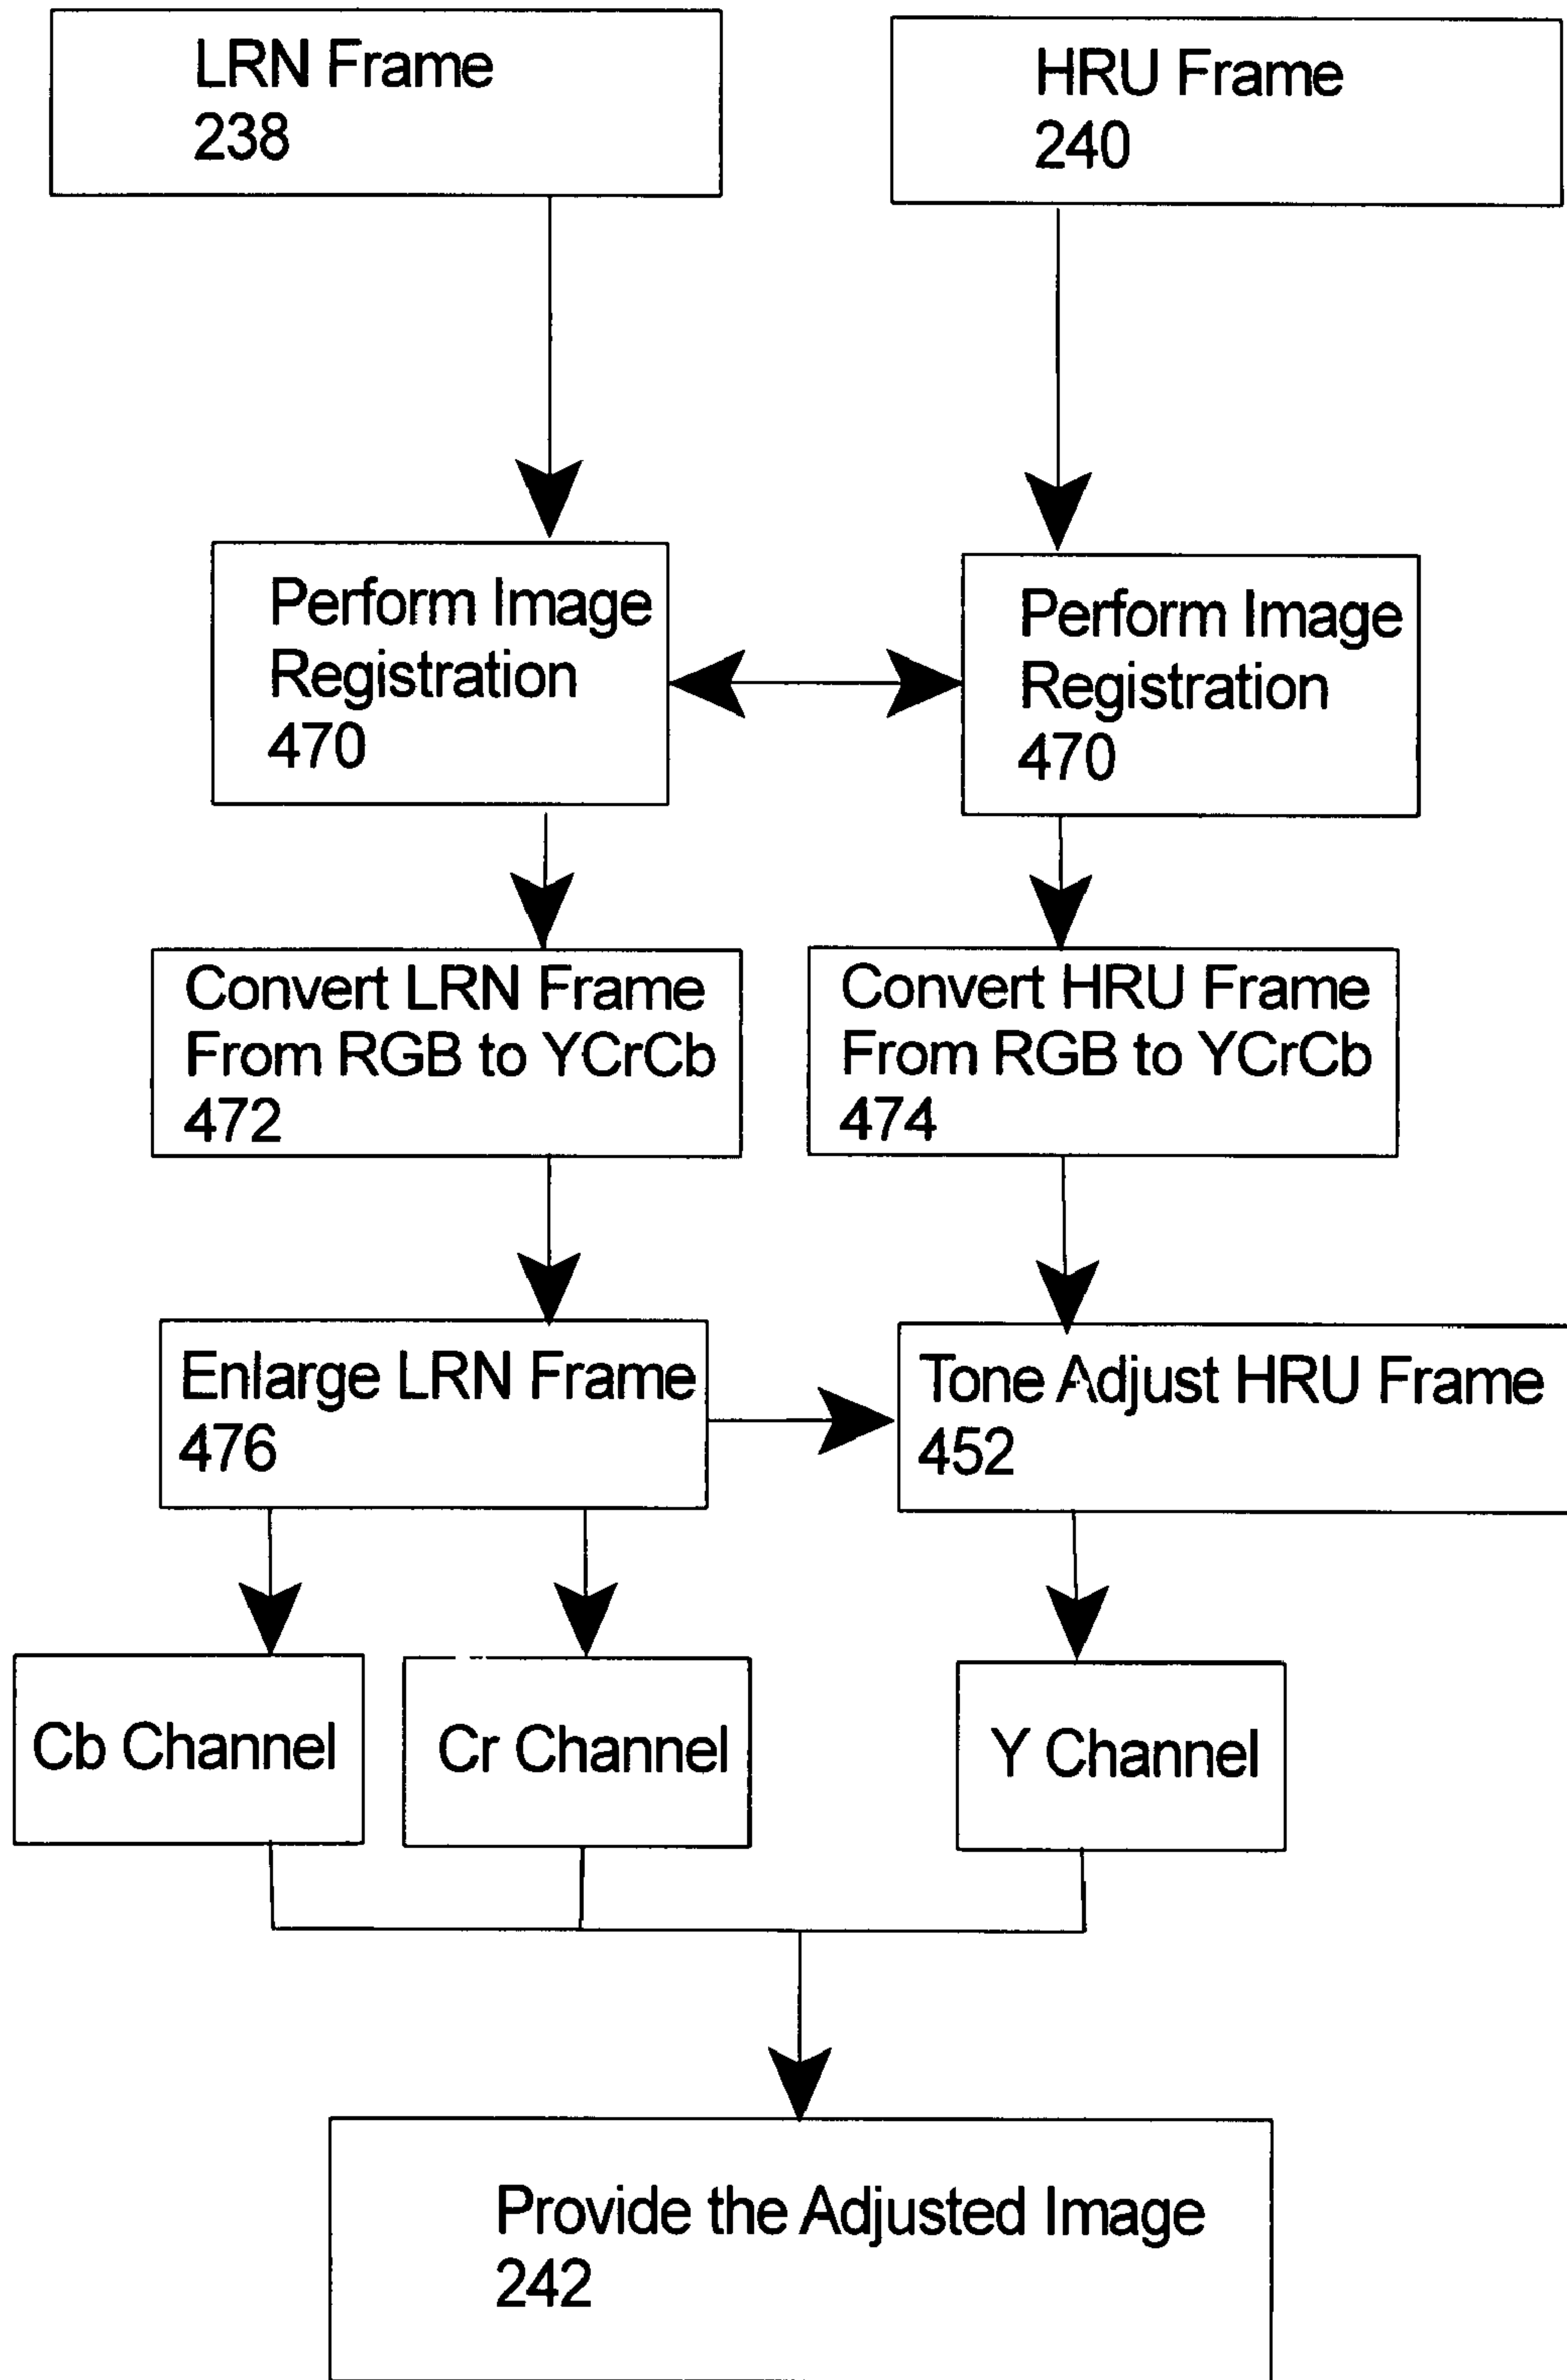 LRN Frame
238
HRU Frame
240
Perform Image
Registration
470
Perform Image
Registration
470
Convert LRN Frame
From RGB to YCrCb
472
Convert HRU Frame
From RGB to YCrCb
474
Enlarge LRN Frame
476
Tone Adjust HRU Frame
452
Cb Channel
Cr Channel
Y Channel
Provide the Adjusted Image
242